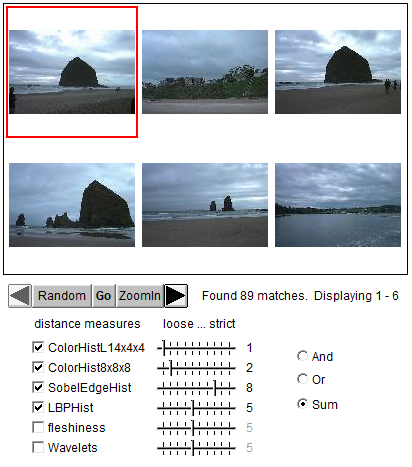 Random Go ZoomIn Found 89 matches. Displaying 1 - 6
distance measures loose ... strict
ColorHistL14x4x4 1
ColorHist8x8x8 2
SobelEdgeHist 8
LBPHist 5
fleshiness 5
Wavelets 5
And
Or
Sum